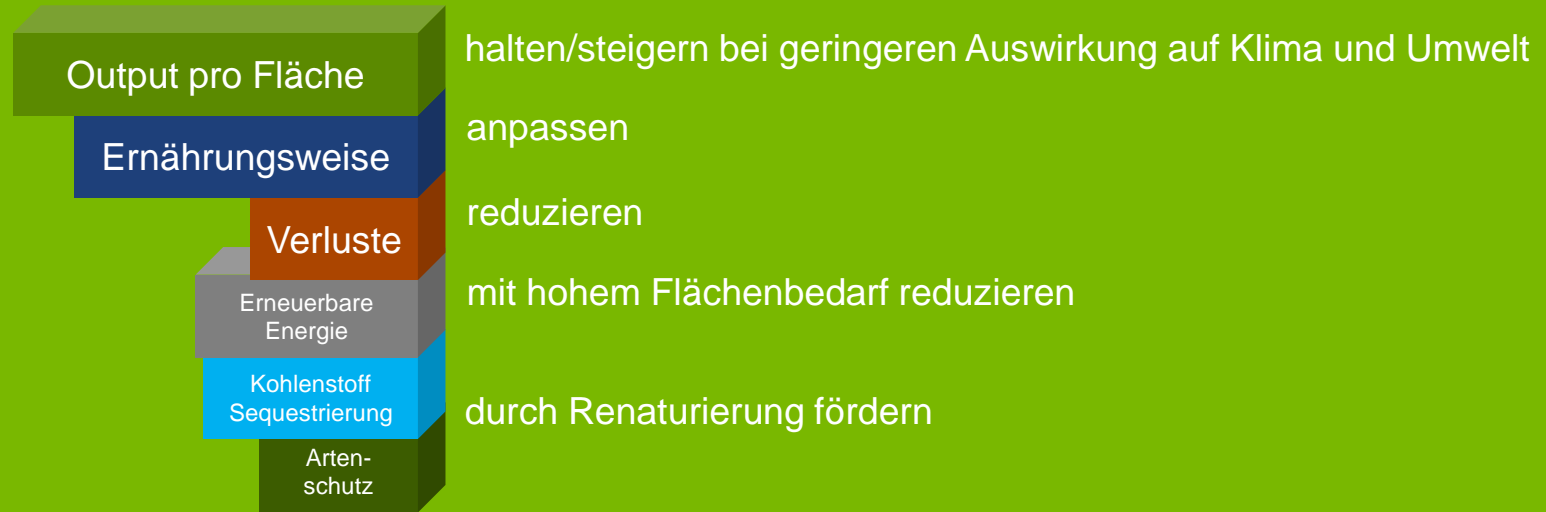 Output pro Fläche
halten/steigern bei geringeren Auswirkung auf Klima und Umwelt
Ernährungsweise
anpassen
Verluste
reduzieren
Erneuerbare
Energie
mit hohem Flächenbedarf reduzieren
Kohlenstoff
Sequestrierung
durch Renaturierung fördern
Arten-
schutz